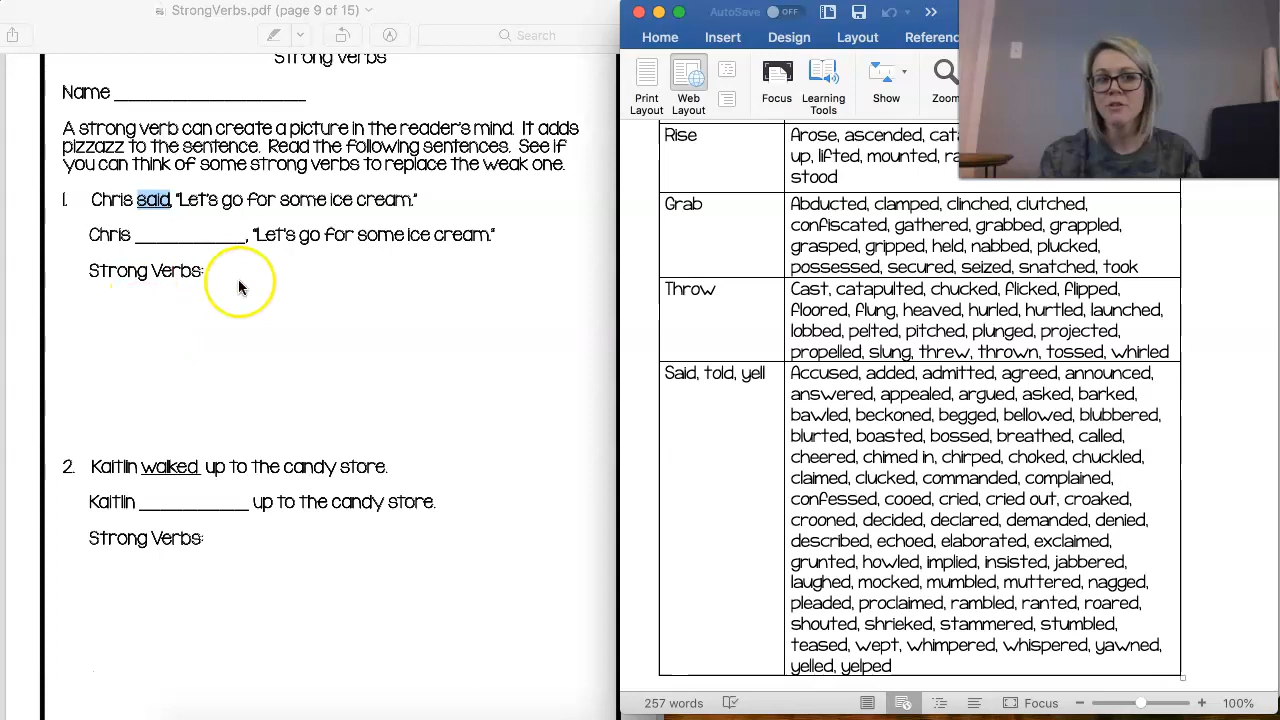 StrongVerbs.pdf (page 9 of 15)
Search
Strong Verbs
Name ____________________
A strong verb can create a picture in the reader's mind. It adds
pizzazz to the sentence. Read the following sentences. See if
you can think of some strong verbs to replace the weak one.
1. Chris said, "Let's go for some ice cream."
Chris ___________, "Let's go for some ice cream."
Strong Verbs:
2. Kaitlin walked up to the candy store.
Kaitlin ___________ up to the candy store.
Strong Verbs:
AutoSave OFF
Home Insert Design Layout
Print Layout
Web Layout
Focus
Learning Tools
Show
Rise
Arose, ascended,
up, lifted, mounted,
stood
Grab
Abducted, clamped, clinched, clutched,
confiscated, gathered, grabbed, grappled,
grasped, gripped, held, nabbed, plucked,
possessed, secured, seized, snatched, took
Throw
Cast, catapulted, chucked, flicked, flipped,
floored, flung, heaved, hurled, hurtled, launched,
lobbed, pelted, pitched, plunged, projected,
propelled, slung, threw, thrown, tossed, whirled
Said, told, yell
Accused, added, admitted, agreed, announced,
answered, appealed, argued, asked, barked,
bawled, beckoned, begged, bellowed, blubbered,
blurted, boasted, bossed, breathed, called,
cheered, chimed in, chirped, choked, chuckled,
claimed, clucked, commanded, complained,
confessed, cooed, cried, cried out, croaked,
crooned, decided, declared, demanded, denied,
described, echoed, elaborated, exclaimed,
grunted, howled, implied, insisted, jabbered,
laughed, mocked, mumbled, muttered, nagged,
pleaded, proclaimed, rambled, ranted, roared,
shouted, shrieked, stammered, stumbled,
teased, wept, whimpered, whispered, yawned,
yelled, yelped
257 words
Focus
100%